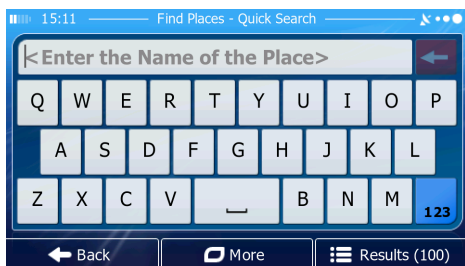 15:11 Find Places - Quick Search
<Enter the Name of the Place>
Q W E R T Y U I O P
A S D F G H J K L
Z X C V B N M 123
Back More Results (100)